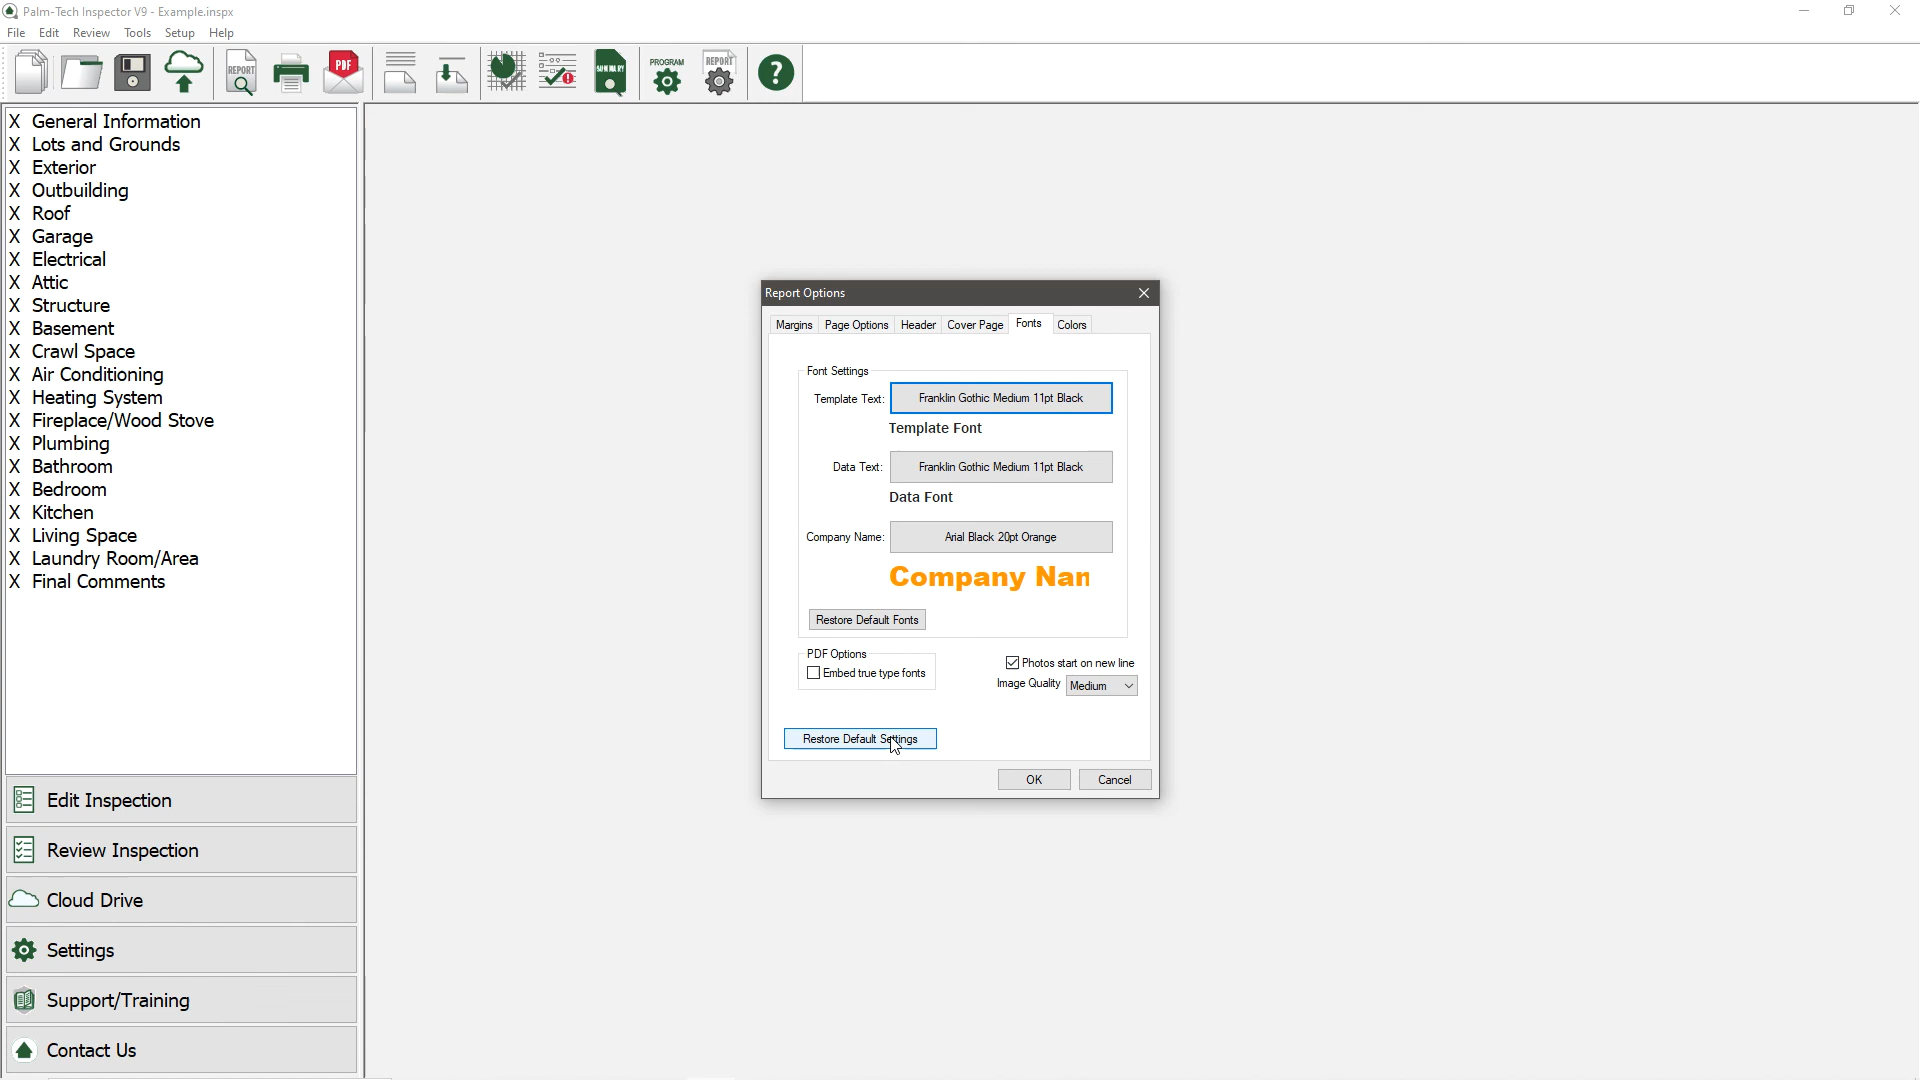 Palm-Tech Inspector V9 - Example.inspx
File Edit Review Tools Setup Help
REPORT PDF SUMMARY PROGRAM REPORT ?
X General Information
X Lots and Grounds
X Exterior
X Outbuilding
X Roof
X Garage
X Electrical
X Attic
X Structure
X Basement
X Crawl Space
X Air Conditioning
X Heating System
X Fireplace/Wood Stove
X Plumbing
X Bathroom
X Bedroom
X Kitchen
X Living Space
X Laundry Room/Area
X Final Comments
Edit Inspection
Review Inspection
Cloud Drive
Settings
Support/Training
Contact Us
Report Options
Margins Page Options Header Cover Page Fonts Colors
Font Settings
Template Text: Franklin Gothic Medium 11pt Black
Template Font
Data Text: Franklin Gothic Medium 11pt Black
Data Font
Company Name: Arial Black 20pt Orange
Company Nan
Restore Default Fonts
PDF Options
Embed true type fonts
Photos start on new line
Image Quality Medium
Restore Default Settings
OK Cancel